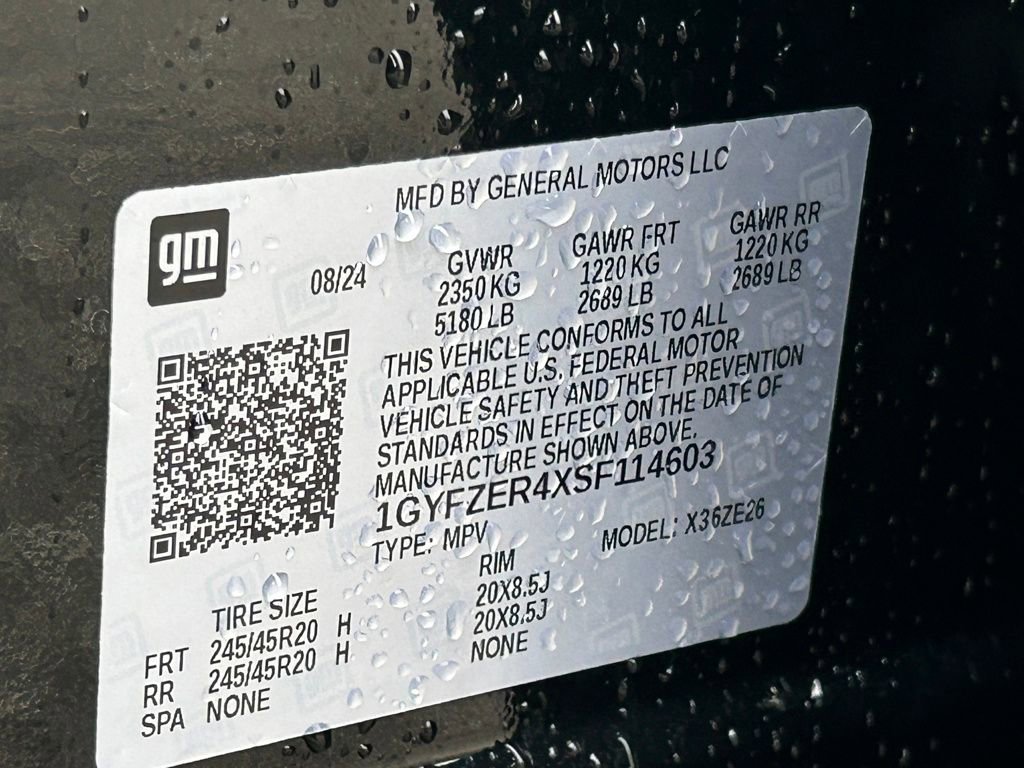 MFD BY GENERAL MOTORS LLC
gm
08/24
GVWR GAWR FRT GAWR RR
2350 KG 1220 KG 1220 KG
5180 LB 2689 LB 2689 LB
THIS VEHICLE CONFORMS TO ALL
APPLICABLE U.S. FEDERAL MOTOR
VEHICLE SAFETY AND THEFT PREVENTION
STANDARDS IN EFFECT ON THE DATE OF
MANUFACTURE SHOWN ABOVE.
1GYFZER4XSF114603
TYPE: MPV MODEL: X36ZE26
TIRE SIZE RIM
FRT 245/45R20 H 20X8.5J
RR 245/45R20 H 20X8.5J
SPA NONE NONE